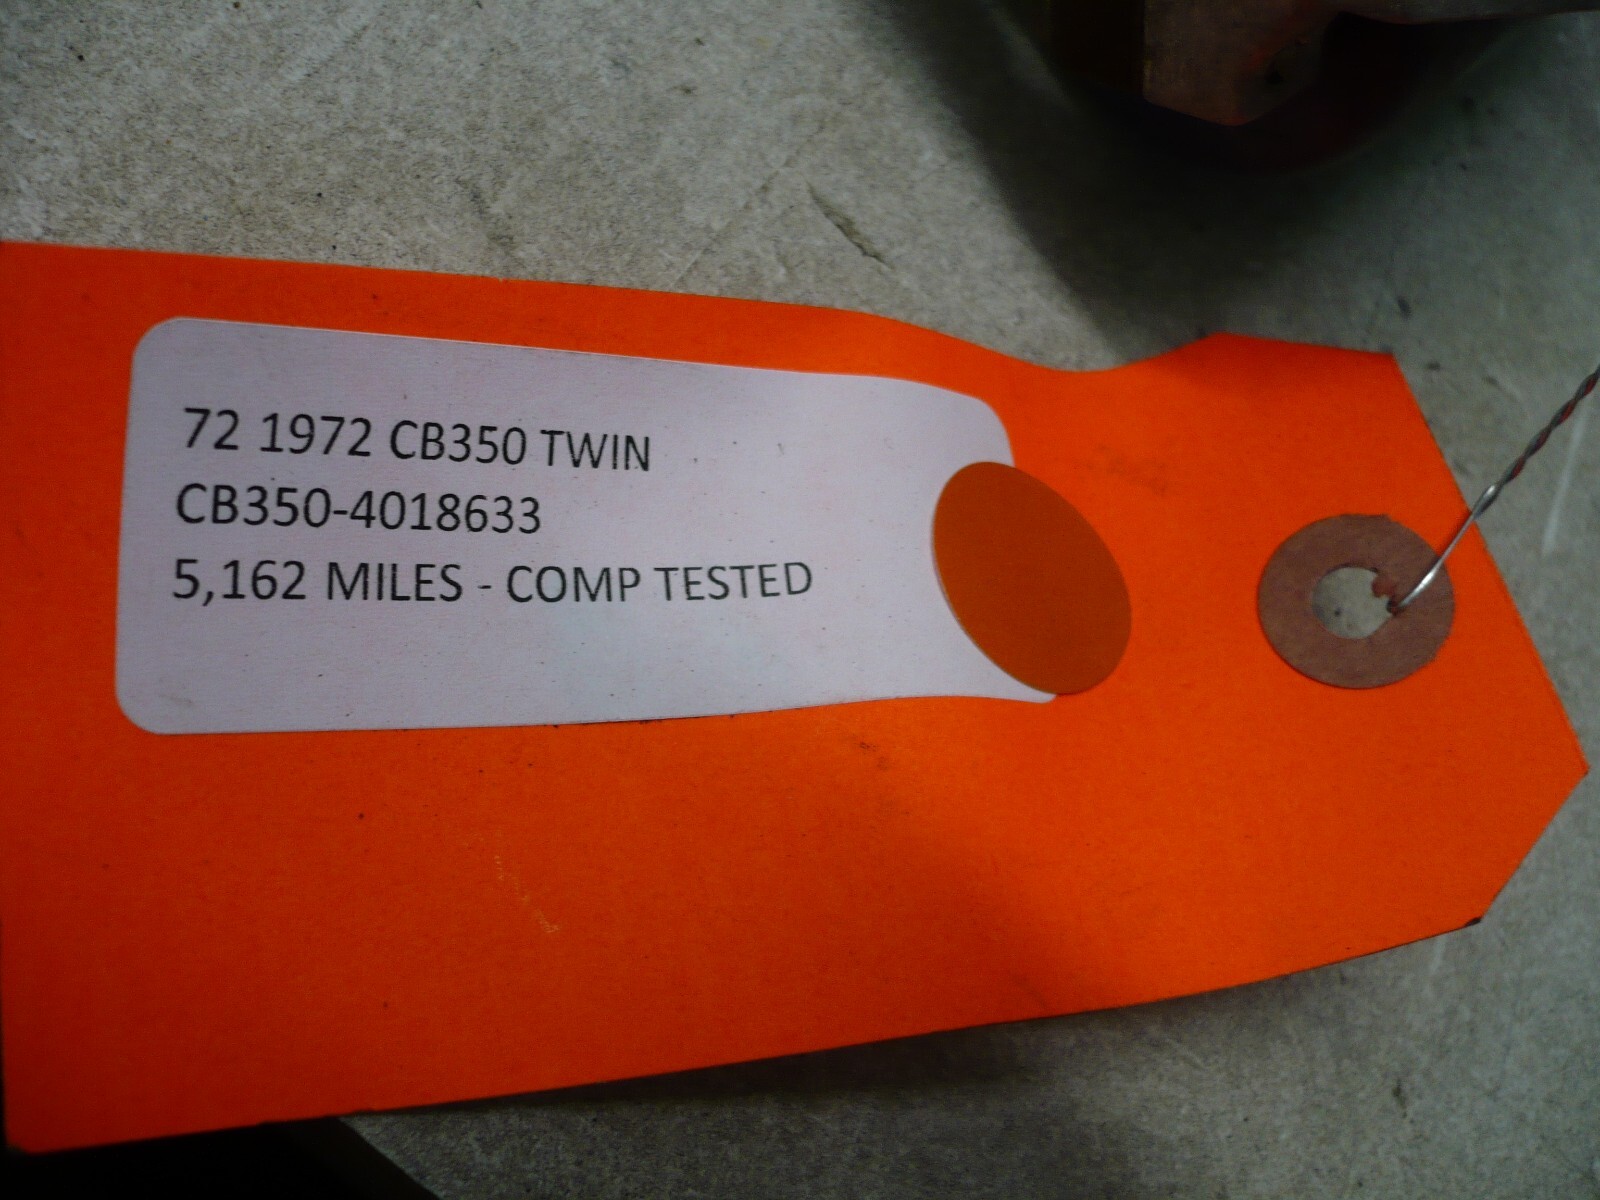 72 1972 CB350 TWIN
CB350-4018633
5,162 MILES - COMP TESTED